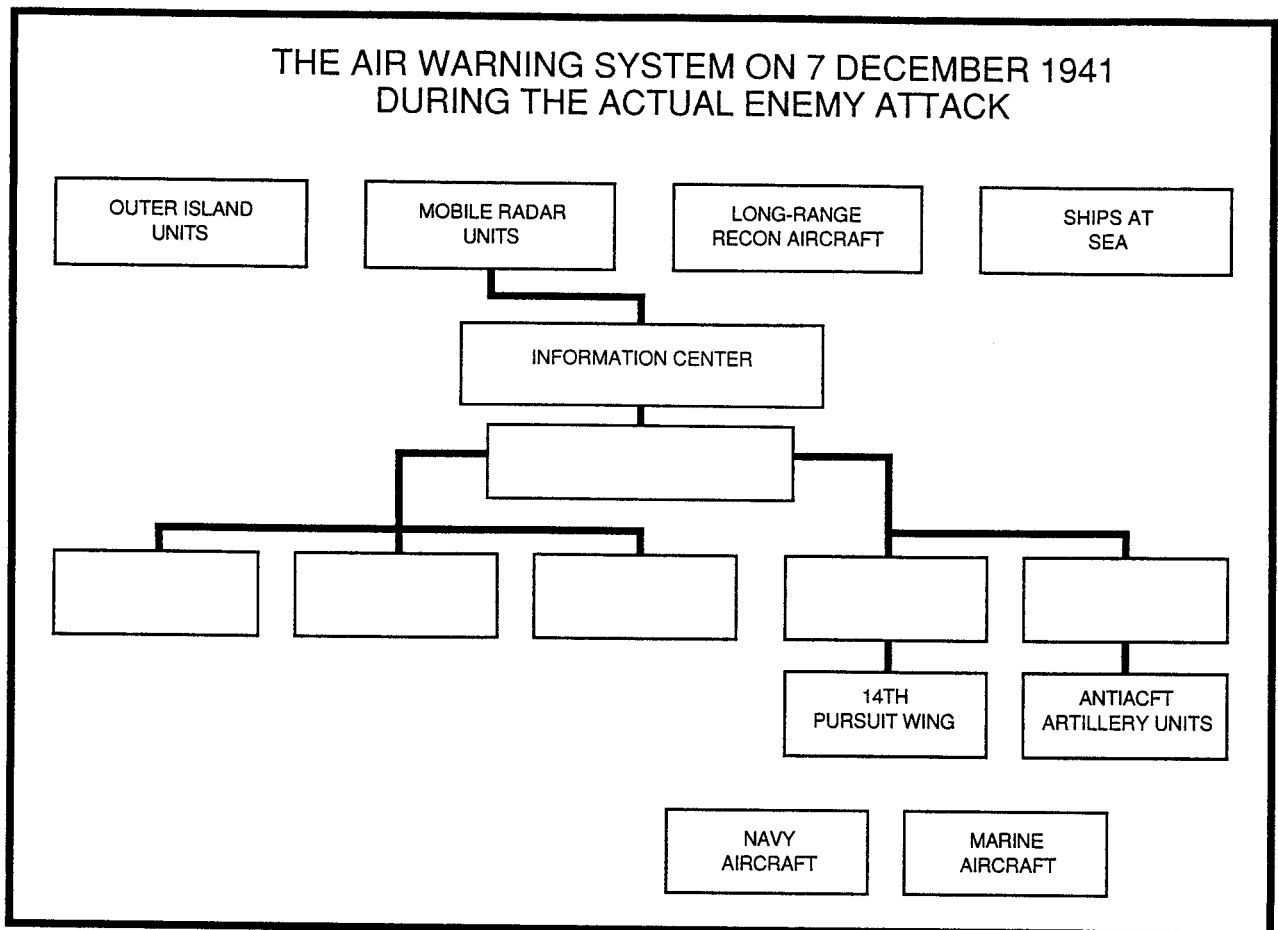 THE AIR WARNING SYSTEM ON 7 DECEMBER 1941
DURING THE ACTUAL ENEMY ATTACK
OUTER ISLAND
UNITS
MOBILE RADAR
UNITS
LONG-RANGE
RECON AIRCRAFT
SHIPS AT
SEA
INFORMATION CENTER
14TH
PURSUIT WING
ANTIACFT
ARTILLERY UNITS
NAVY
AIRCRAFT
MARINE
AIRCRAFT